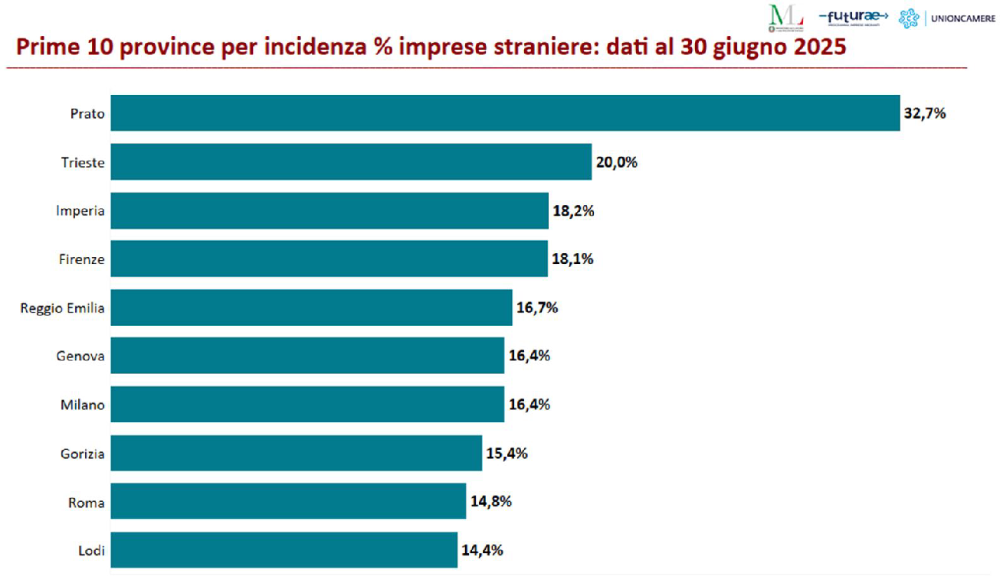 ML
futurae
UNIONCAMERE
Prime 10 province per incidenza % imprese straniere: dati al 30 giugno 2025
Prato 32,7%
Trieste 20,0%
Imperia 18,2%
Firenze 18,1%
Reggio Emilia 16,7%
Genova 16,4%
Milano 16,4%
Gorizia 15,4%
Roma 14,8%
Lodi 14,4%